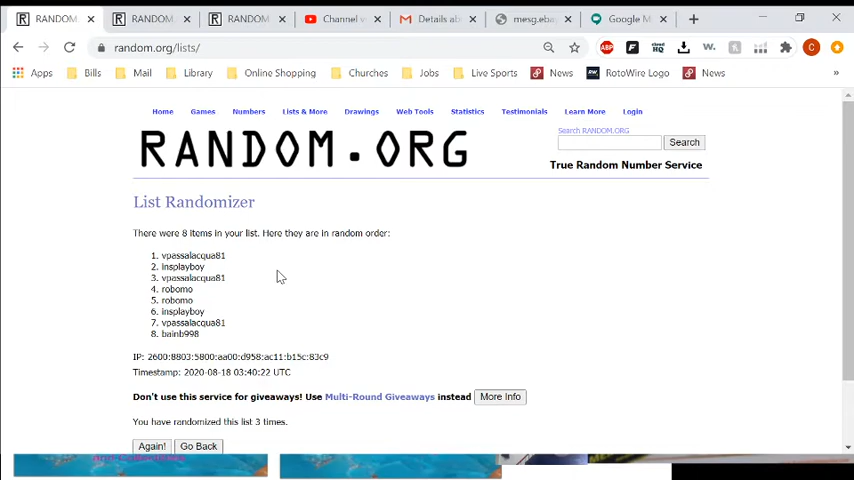 RANDOM
RANDOM
RANDOM
Channel v
Details ab
mesg.eba
Google M
random.org/lists/
Apps
Bills
Mail
Library
Online Shopping
Churches
Jobs
Live Sports
News
RotoWire Logo
News
Home
Games
Numbers
Lists & More
Drawings
Web Tools
Statistics
Testimonials
Learn More
Login
RANDOM.ORG
Search RANDOM.ORG
Search
True Random Number Service
List Randomizer
There were 8 items in your list. Here they are in random order:
1. vpassalacqua81
2. insplayboy
3. vpassalacqua81
4. robomo
5. robomo
6. insplayboy
7. vpassalacqua81
8. bainb998
IP: 2600:8803:5800:aa00:d958:ac11:b15c:83c9
Timestamp: 2020-08-18 03:40:22 UTC
Don't use this service for giveaways! Use Multi-Round Giveaways instead
More Info
You have randomized this list 3 times.
Again!
Go Back